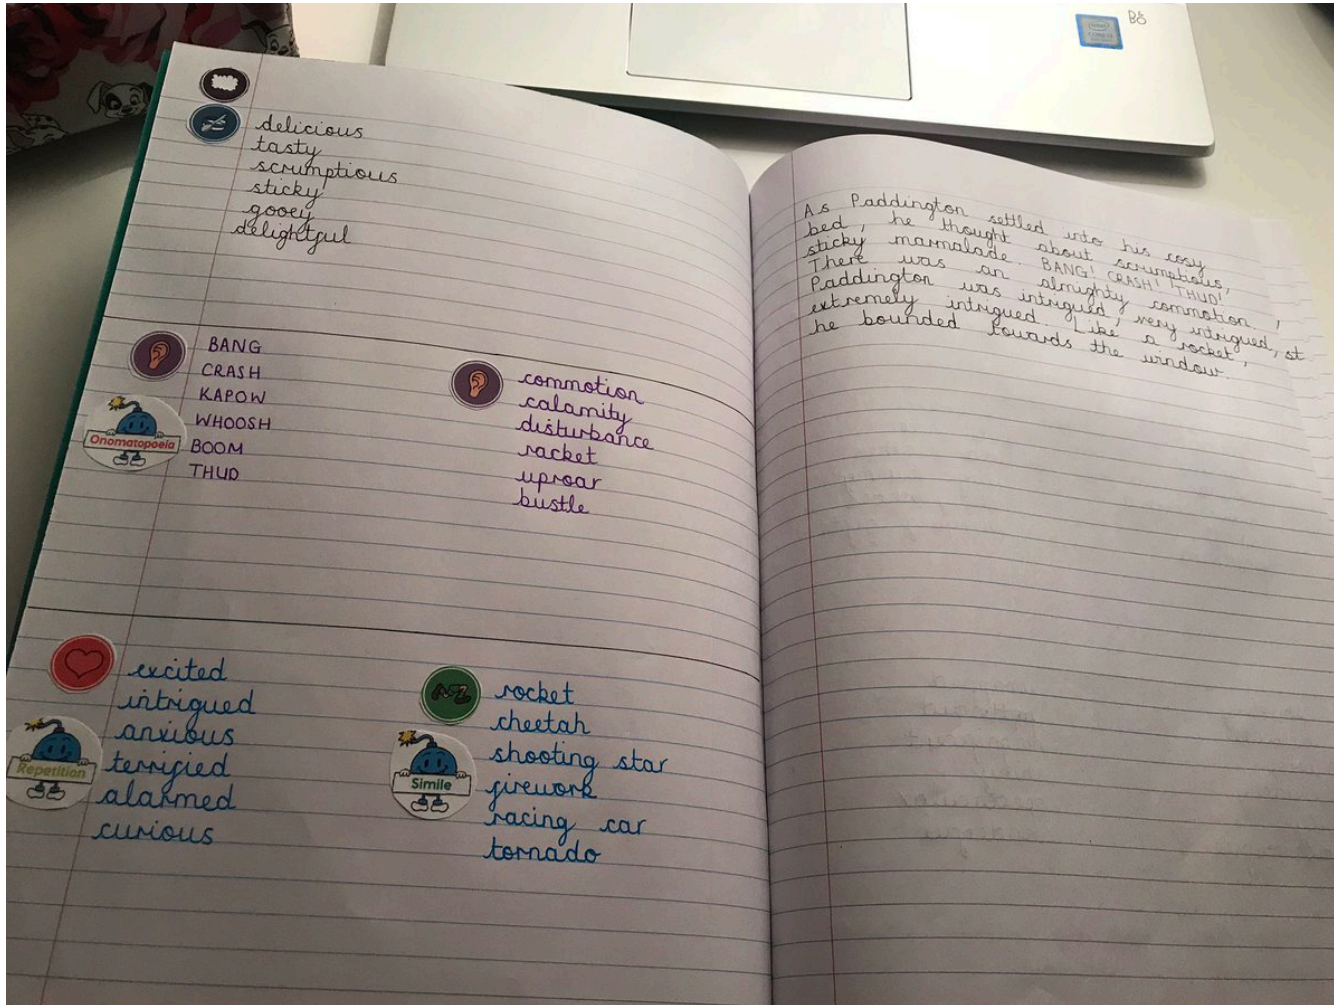 delicious
tasty
scrumptious
sticky
gooey
delightful
BANG
CRASH
KAPOW
WHOOSH
BOOM
THUD
Onomatopoeia
commotion
calamity
disturbance
racket
uproar
bustle
excited
intrigued
anxious
terrified
alarmed
curious
Repetition
rocket
cheetah
shooting star
firework
racing car
tornado
Simile
As Paddington settled into his cosy
bed, he thought about scrumptious,
sticky marmalade. BANG! CRASH! THUD!
There was an almighty commotion.
Paddington was intrigued, very intrigued,
extremely intrigued. Like a rocket,
he bounded towards the window.